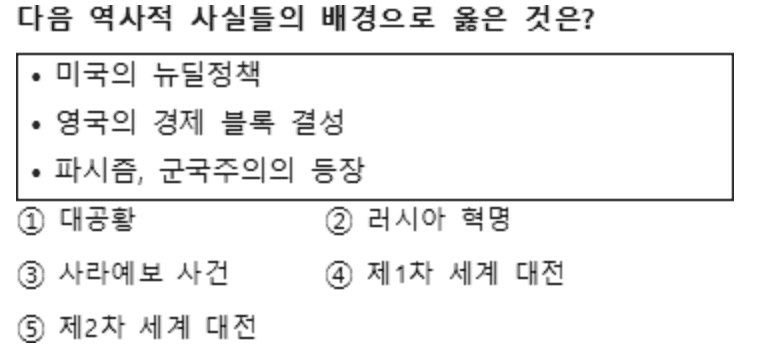 다음 역사적 사실들의 배경으로 옳은 것은?
• 미국의 뉴딜정책
• 영국의 경제 블록 결성
• 파시즘, 군국주의의 등장
① 대공황 ② 러시아 혁명
③ 사라예보 사건 ④ 제1차 세계 대전
⑤ 제2차 세계 대전